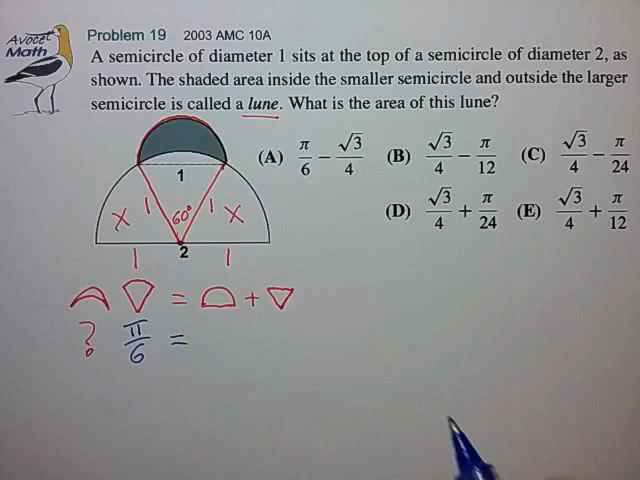 Avocet
Math
Problem 19 2003 AMC 10A
A semicircle of diameter 1 sits at the top of a semicircle of diameter 2, as
shown. The shaded area inside the smaller semicircle and outside the larger
semicircle is called a lune. What is the area of this lune?
(A) π/6 − √3/4 (B) √3/4 − π/12 (C) √3/4 − π/24
(D) √3/4 + π/24 (E) √3/4 + π/12
1
X 1 60° 1 X
2
1 1
= +
? π/6 =